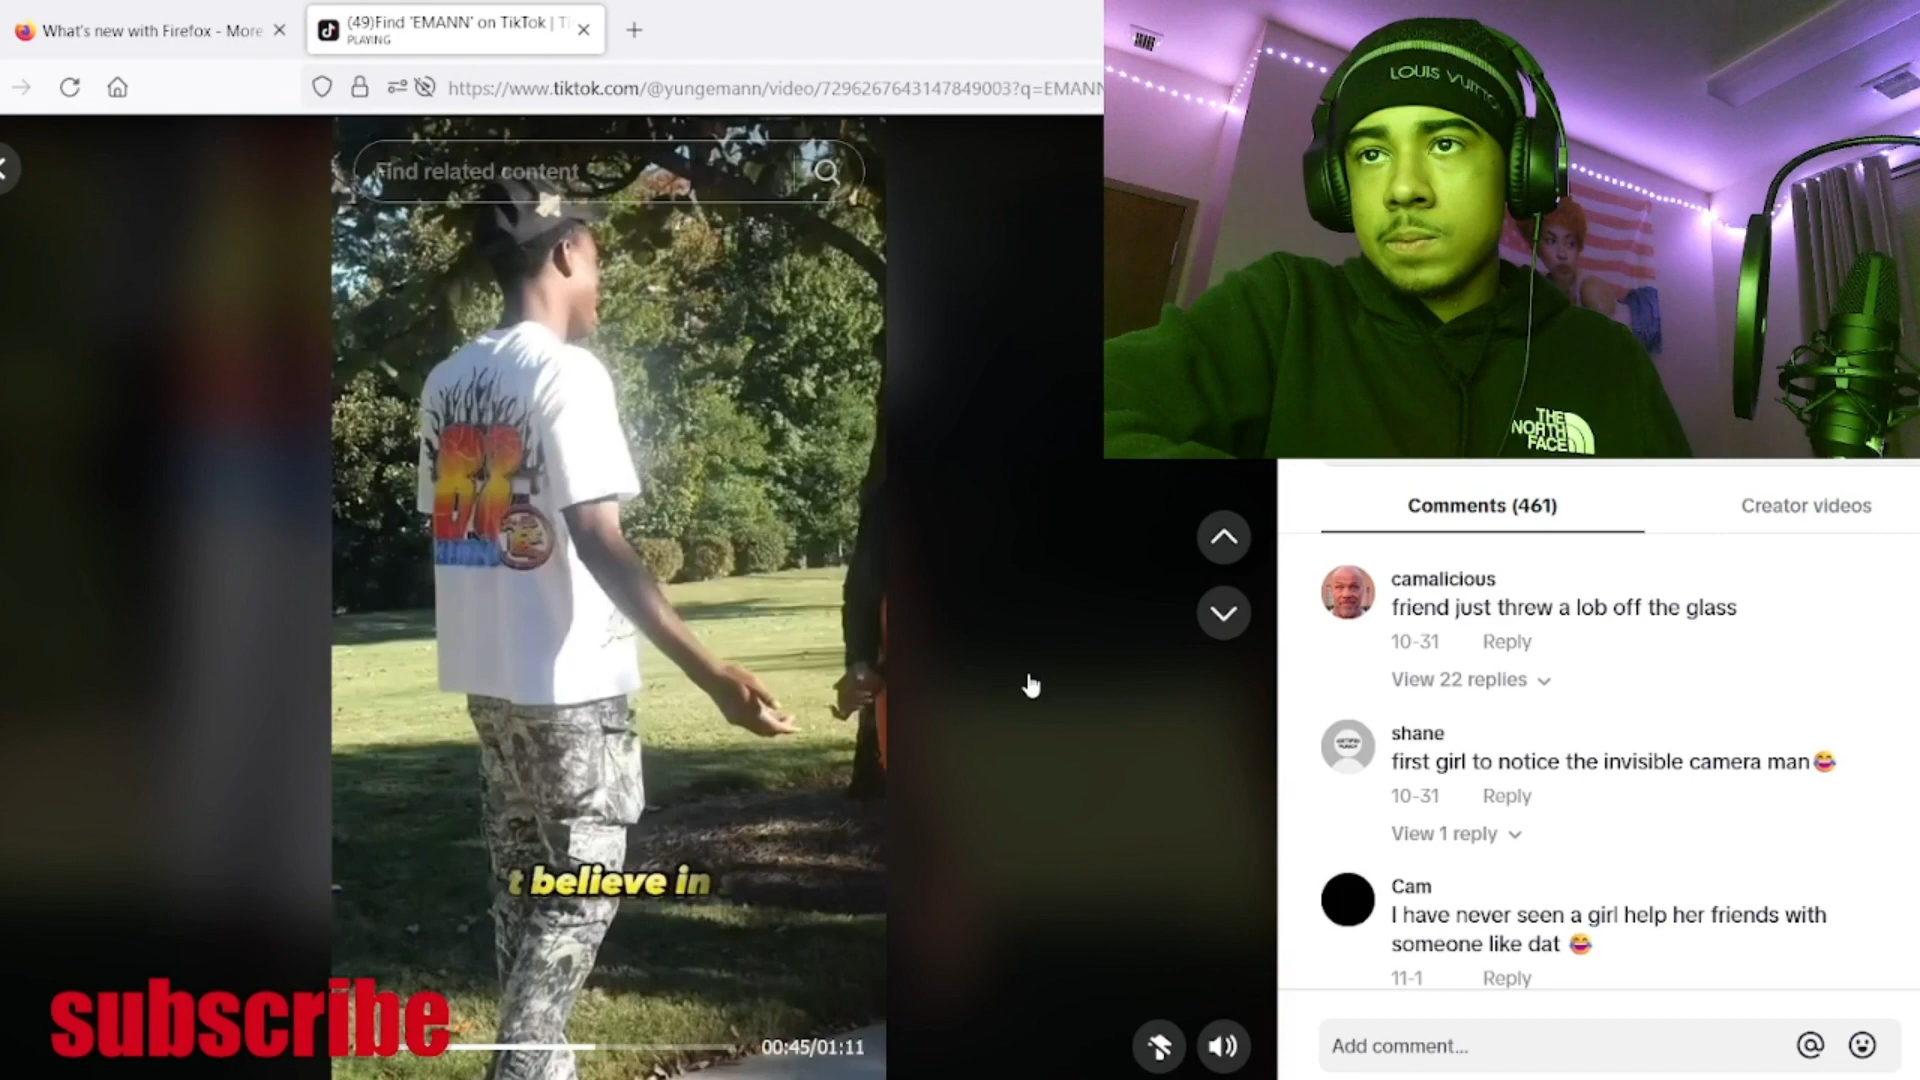 What's new with Firefox - More
(49)Find 'EMANN' on TikTok | Ti
PLAYING
https://www.tiktok.com/@yungemann/video/7296267643147849003?q=EMANN
Find related content
LOUIS VUITTO
THE
NORTH
FACE
88
t believe in
subscribe
00:45/01:11
Comments (461)
Creator videos
camalicious
friend just threw a lob off the glass
10-31 Reply
View 22 replies
shane
first girl to notice the invisible camera man😂
10-31 Reply
View 1 reply
Cam
I have never seen a girl help her friends with
someone like dat 😂
11-1 Reply
Add comment...